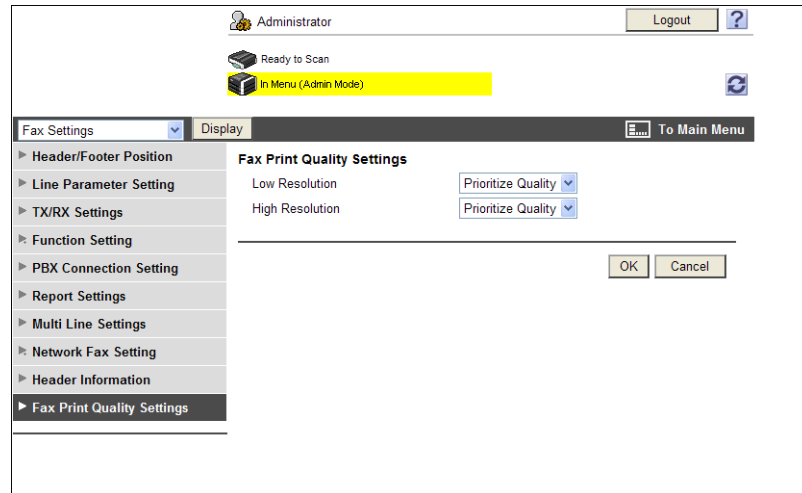 Administrator
Logout
?
Ready to Scan
In Menu (Admin Mode)
Fax Settings
Display
To Main Menu
Header/Footer Position
Line Parameter Setting
TX/RX Settings
Function Setting
PBX Connection Setting
Report Settings
Multi Line Settings
Network Fax Setting
Header Information
Fax Print Quality Settings
Fax Print Quality Settings
Low Resolution Prioritize Quality
High Resolution Prioritize Quality
OK Cancel